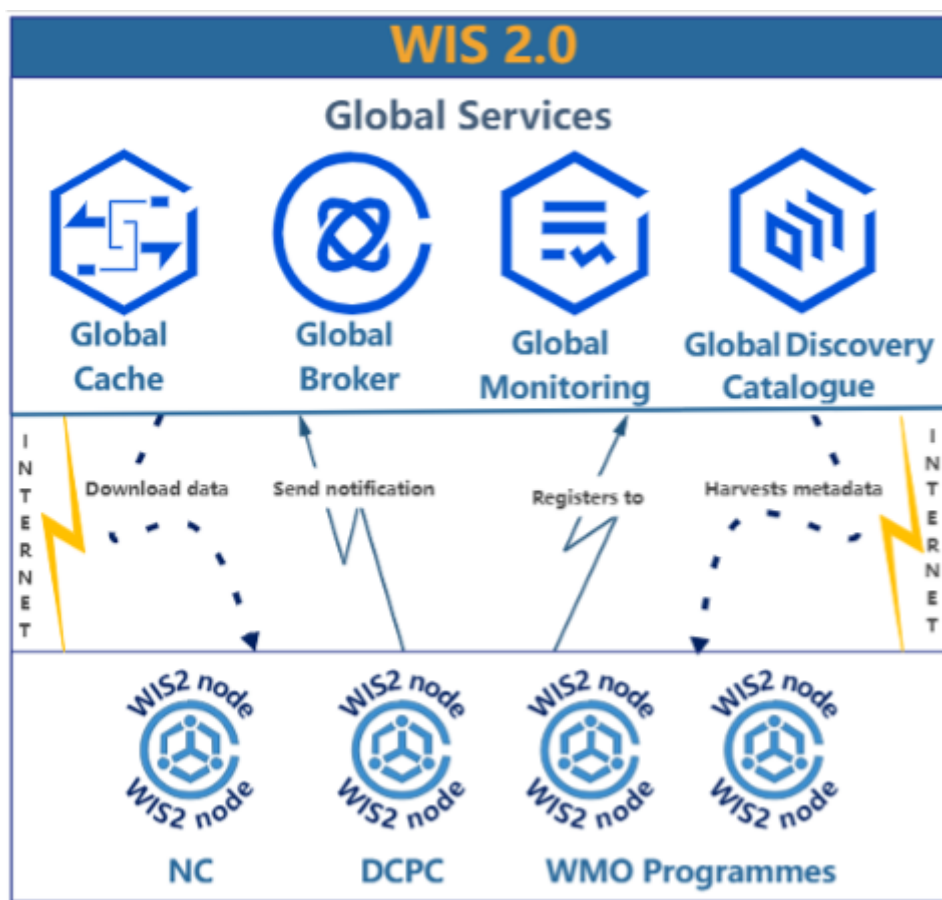 WIS 2.0
Global Services
Global
Cache
Global
Broker
Global
Monitoring
Global Discovery
Catalogue
INTERNET
Download data
Send notification
Registers to
Harvests metadata
INTERNET
WIS2 node
WIS2 node
WIS2 node
WIS2 node
WIS2 node
WIS2 node
WIS2 node
WIS2 node
NC
DCPC
WMO Programmes